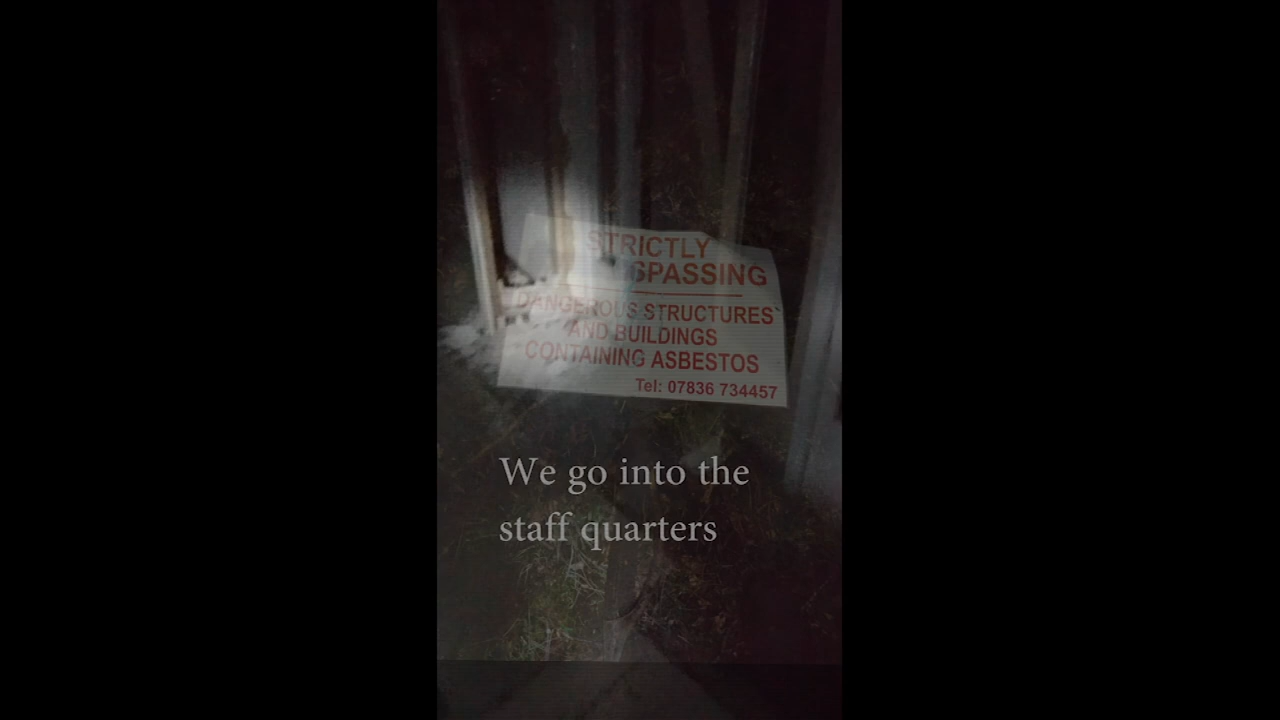 STRICTLY
SPASSING
DANGEROUS STRUCTURES
AND BUILDINGS
CONTAINING ASBESTOS
Tel: 07836 734457
We go into the
staff quarters